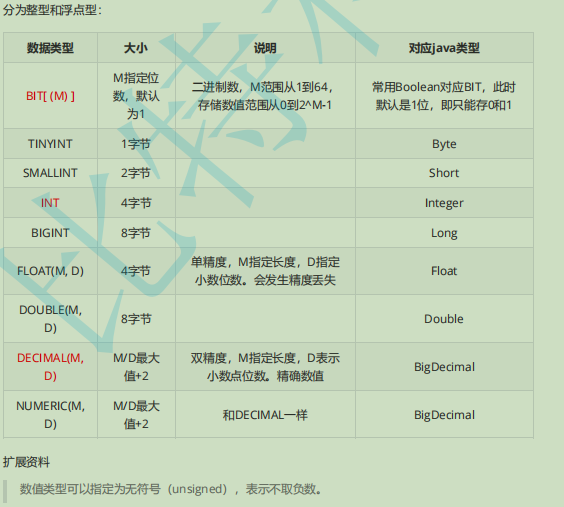 分为整型和浮点型：
数据类型 大小 说明 对应java类型
BIT[ (M) ] M指定位数，默认为1 二进制数，M范围从1到64，存储数值范围从0到2^M-1 常用Boolean对应BIT，此时默认是1位，即只能存0和1
TINYINT 1字节 Byte
SMALLINT 2字节 Short
INT 4字节 Integer
BIGINT 8字节 Long
FLOAT(M, D) 4字节 单精度，M指定长度，D指定小数位数。会发生精度丢失 Float
DOUBLE(M, D) 8字节 Double
DECIMAL(M, D) M/D最大值+2 双精度，M指定长度，D表示小数点位数。精确数值 BigDecimal
NUMERIC(M, D) M/D最大值+2 和DECIMAL一样 BigDecimal
扩展资料
数值类型可以指定为无符号（unsigned），表示不取负数。